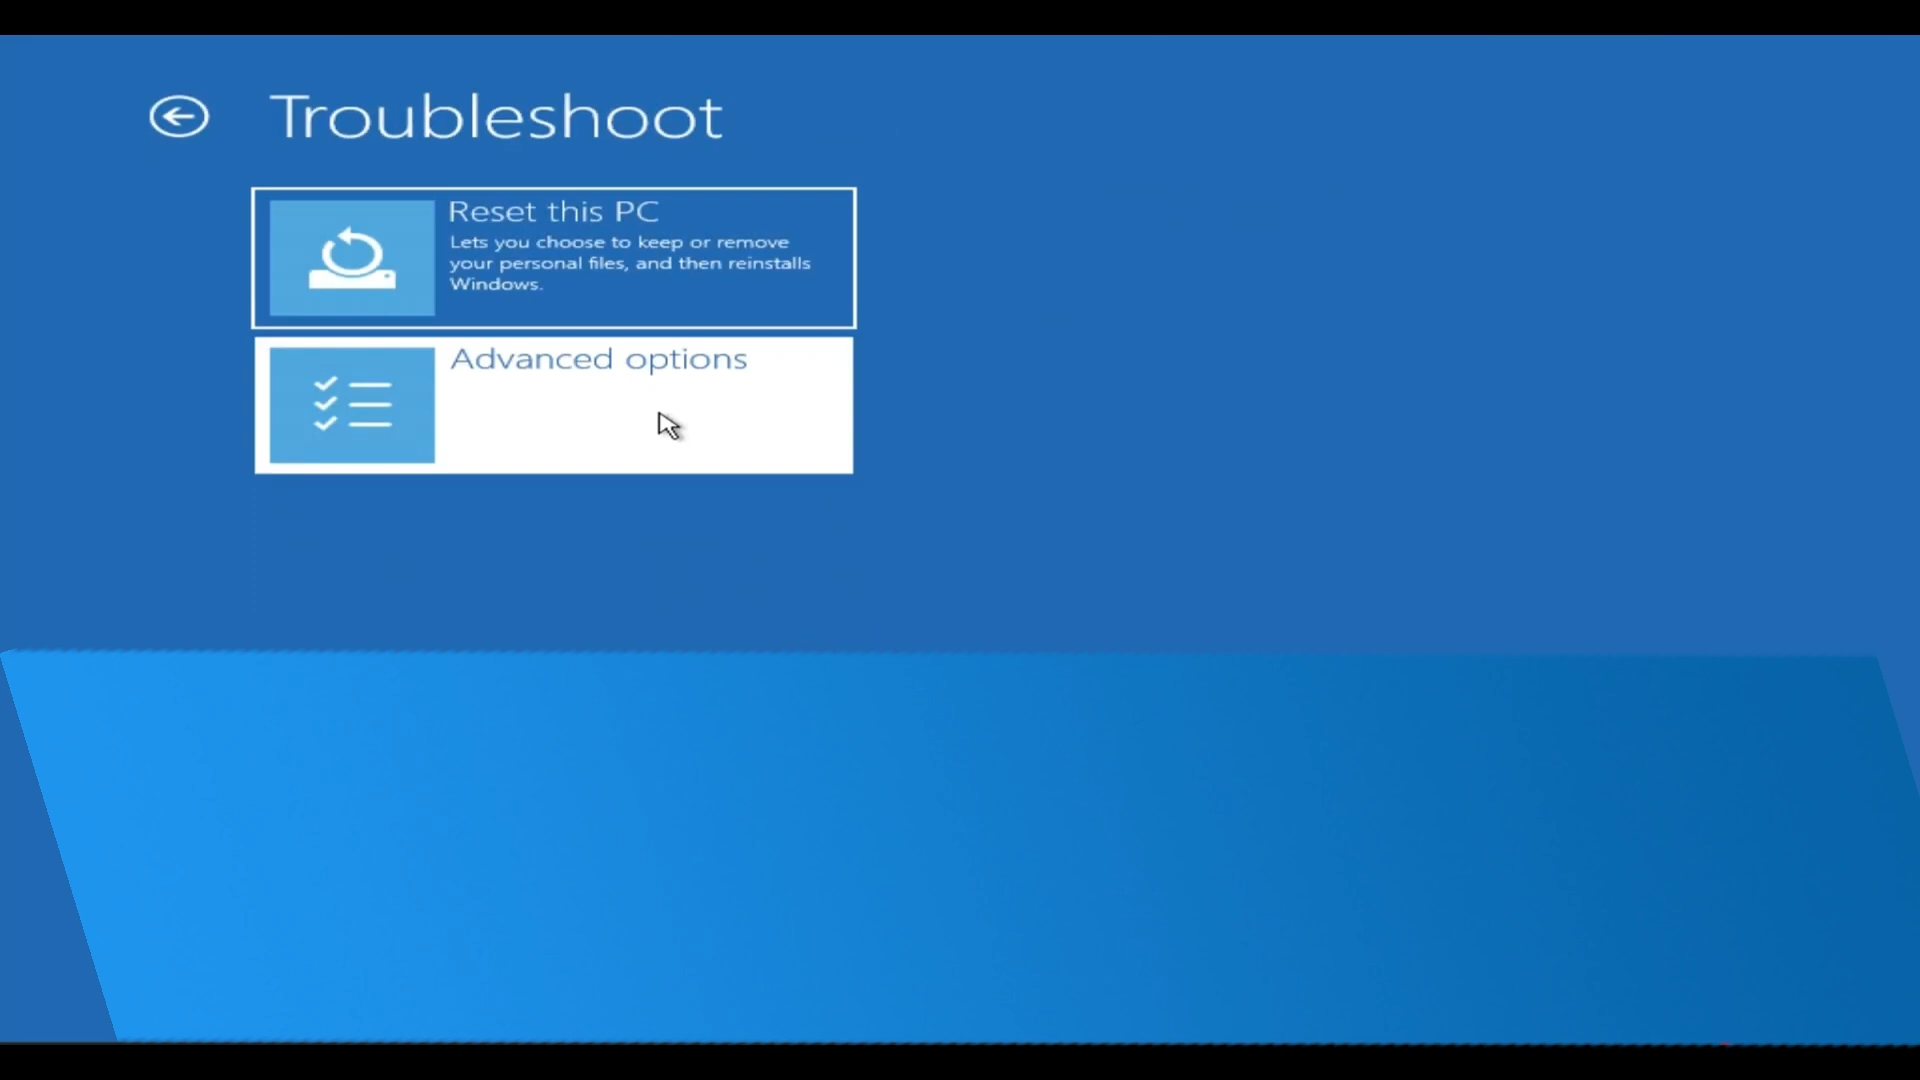 Troubleshoot
Reset this PC
Lets you choose to keep or remove
your personal files, and then reinstalls
Windows.
Advanced options